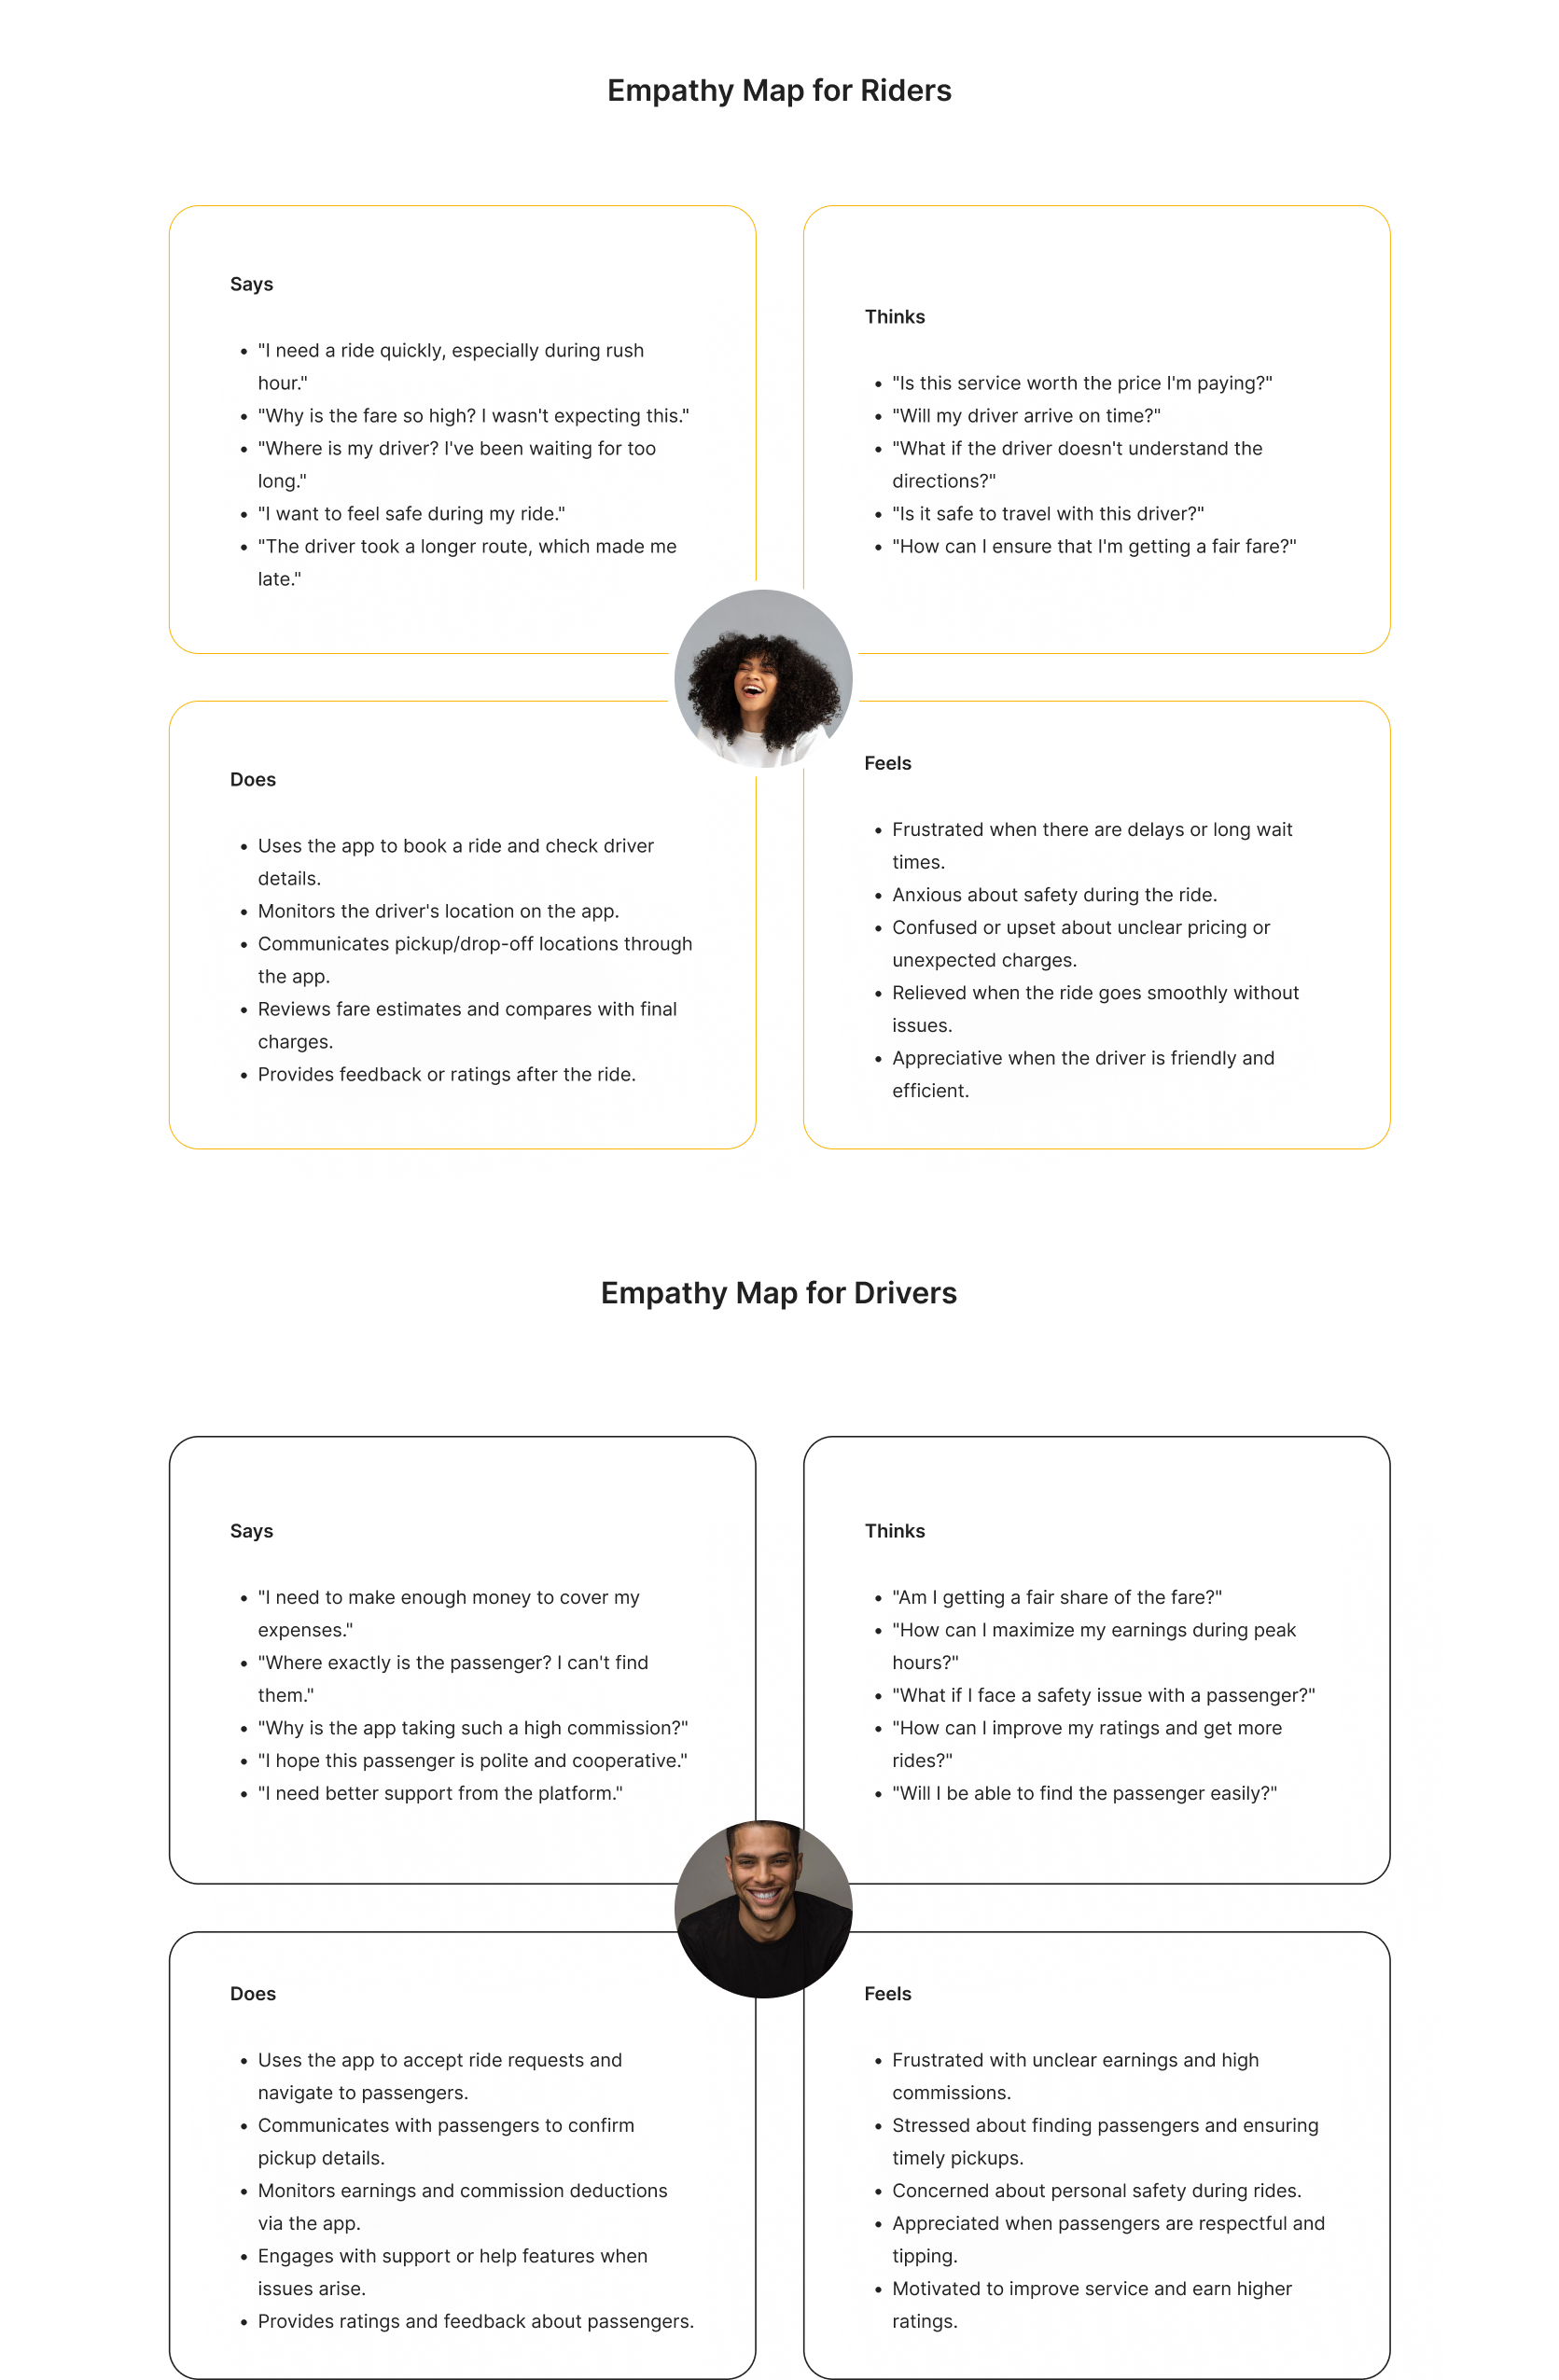 Empathy Map for Riders
Says
• "I need a ride quickly, especially during rush
hour."
• "Why is the fare so high? I wasn't expecting this."
• "Where is my driver? I've been waiting for too
long."
• "I want to feel safe during my ride."
• "The driver took a longer route, which made me
late."
Thinks
• "Is this service worth the price I'm paying?"
• "Will my driver arrive on time?"
• "What if the driver doesn't understand the
directions?"
• "Is it safe to travel with this driver?"
• "How can I ensure that I'm getting a fair fare?"
Does
• Uses the app to book a ride and check driver
details.
• Monitors the driver's location on the app.
• Communicates pickup/drop-off locations through
the app.
• Reviews fare estimates and compares with final
charges.
• Provides feedback or ratings after the ride.
Feels
• Frustrated when there are delays or long wait
times.
• Anxious about safety during the ride.
• Confused or upset about unclear pricing or
unexpected charges.
• Relieved when the ride goes smoothly without
issues.
• Appreciative when the driver is friendly and
efficient.
Empathy Map for Drivers
Says
• "I need to make enough money to cover my
expenses."
• "Where exactly is the passenger? I can't find
them."
• "Why is the app taking such a high commission?"
• "I hope this passenger is polite and cooperative."
• "I need better support from the platform."
Thinks
• "Am I getting a fair share of the fare?"
• "How can I maximize my earnings during peak
hours?"
• "What if I face a safety issue with a passenger?"
• "How can I improve my ratings and get more
rides?"
• "Will I be able to find the passenger easily?"
Does
• Uses the app to accept ride requests and
navigate to passengers.
• Communicates with passengers to confirm
pickup details.
• Monitors earnings and commission deductions
via the app.
• Engages with support or help features when
issues arise.
• Provides ratings and feedback about passengers.
Feels
• Frustrated with unclear earnings and high
commissions.
• Stressed about finding passengers and ensuring
timely pickups.
• Concerned about personal safety during rides.
• Appreciated when passengers are respectful and
tipping.
• Motivated to improve service and earn higher
ratings.